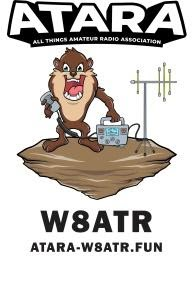 ATARA
ALL THINGS AMATEUR RADIO ASSOCIATION
W8ATR
ATARA-W8ATR.FUN